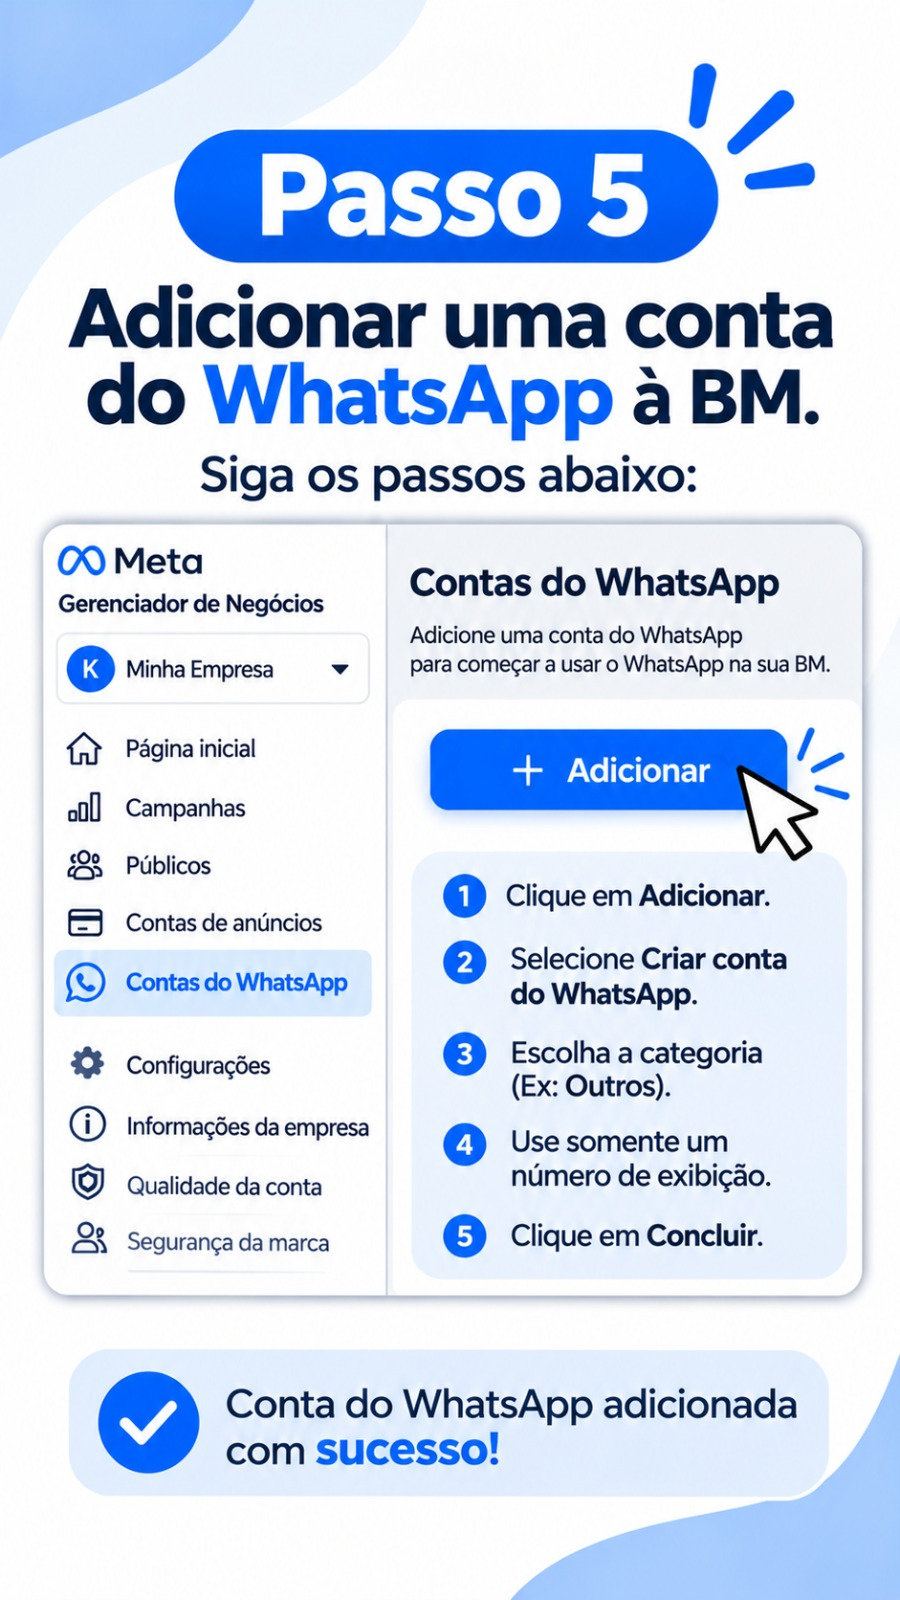 Passo 5
Adicionar uma conta
do WhatsApp à BM.
Siga os passos abaixo:
Meta
Gerenciador de Negócios
K Minha Empresa
Página inicial
Campanhas
Públicos
Contas de anúncios
Contas do WhatsApp
Configurações
Informações da empresa
Qualidade da conta
Segurança da marca
Contas do WhatsApp
Adicione uma conta do WhatsApp
para começar a usar o WhatsApp na sua BM.
+ Adicionar
1 Clique em Adicionar.
2 Selecione Criar conta
do WhatsApp.
3 Escolha a categoria
(Ex: Outros).
4 Use somente um
número de exibição.
5 Clique em Concluir.
Conta do WhatsApp adicionada
com sucesso!